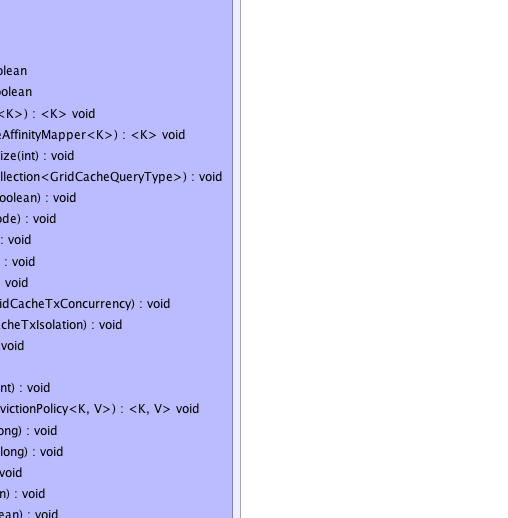 olean
oolean
<K>) : <K> void
eAffinityMapper<K>) : <K> void
ize(int) : void
llection<GridCacheQueryType>) : void
oolean) : void
ode) : void
: void
) : void
void
idCacheTxConcurrency) : void
cheTxIsolation) : void
void
nt) : void
victionPolicy<K, V>) : <K, V> void
ong) : void
long) : void
void
n) : void
ean) : void